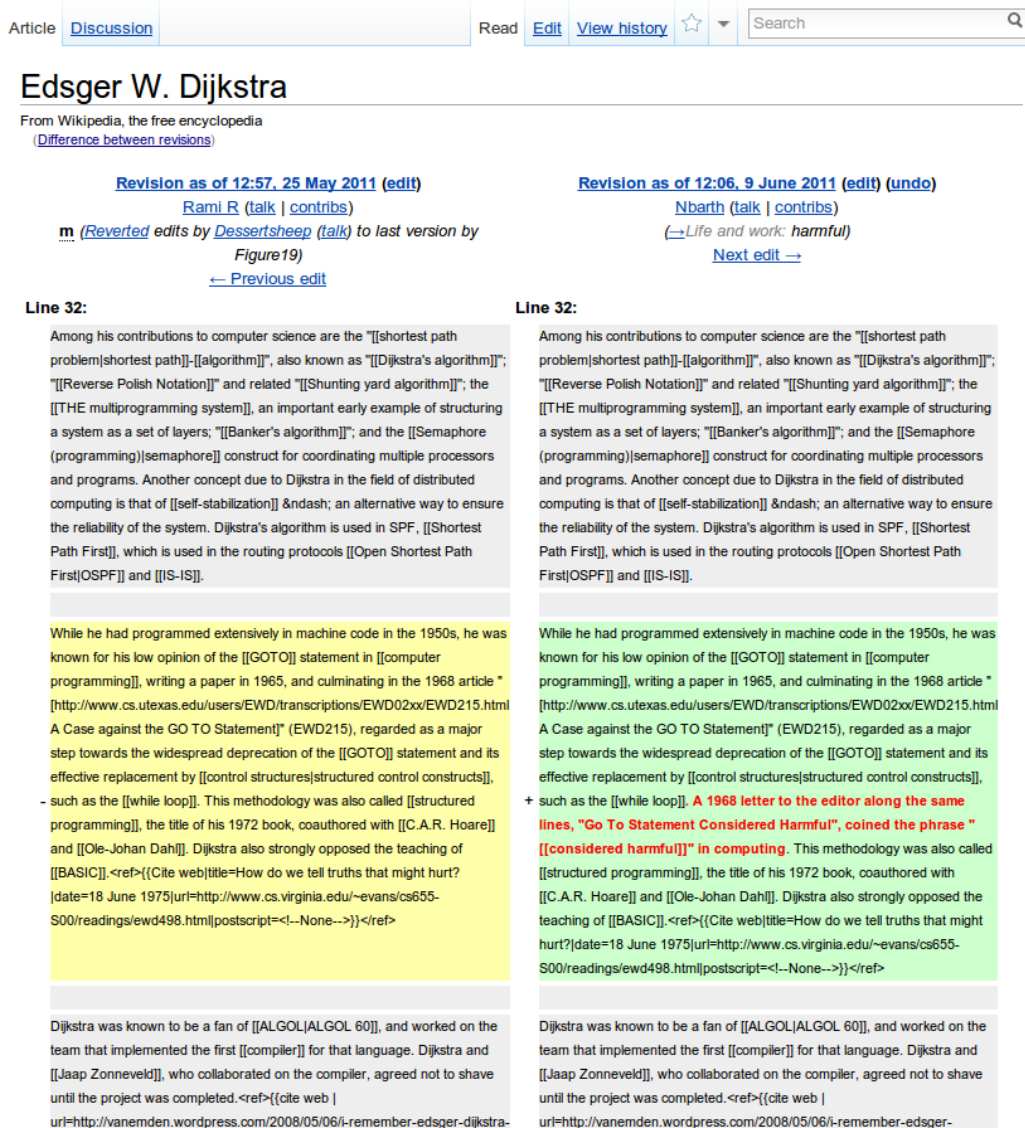 Article Discussion Read Edit View history Search
Edsger W. Dijkstra
From Wikipedia, the free encyclopedia
(Difference between revisions)
Revision as of 12:57, 25 May 2011 (edit)
Rami R (talk | contribs)
m (Reverted edits by Dessertsheep (talk) to last version by
Figure19)
← Previous edit
Revision as of 12:06, 9 June 2011 (edit) (undo)
Nbarth (talk | contribs)
(→Life and work: harmful)
Next edit →
Line 32:
Among his contributions to computer science are the "[[shortest path
problem|shortest path]]-[[algorithm]]", also known as "[[Dijkstra's algorithm]]";
"[[Reverse Polish Notation]]" and related "[[Shunting yard algorithm]]"; the
[[THE multiprogramming system]], an important early example of structuring
a system as a set of layers; "[[Banker's algorithm]]"; and the [[Semaphore
(programming)|semaphore]] construct for coordinating multiple processors
and programs. Another concept due to Dijkstra in the field of distributed
computing is that of [[self-stabilization]] &ndash; an alternative way to ensure
the reliability of the system. Dijkstra's algorithm is used in SPF, [[Shortest
Path First]], which is used in the routing protocols [[Open Shortest Path
First|OSPF]] and [[IS-IS]].
While he had programmed extensively in machine code in the 1950s, he was
known for his low opinion of the [[GOTO]] statement in [[computer
programming]], writing a paper in 1965, and culminating in the 1968 article "
[http://www.cs.utexas.edu/users/EWD/transcriptions/EWD02xx/EWD215.html
A Case against the GO TO Statement]" (EWD215), regarded as a major
step towards the widespread deprecation of the [[GOTO]] statement and its
effective replacement by [[control structures|structured control constructs]],
- such as the [[while loop]]. This methodology was also called [[structured
programming]], the title of his 1972 book, coauthored with [[C.A.R. Hoare]]
and [[Ole-Johan Dahl]]. Dijkstra also strongly opposed the teaching of
[[BASIC]].<ref>{{Cite web|title=How do we tell truths that might hurt?
|date=18 June 1975|url=http://www.cs.virginia.edu/~evans/cs655-
S00/readings/ewd498.html|postscript=<!--None-->}}</ref>
Dijkstra was known to be a fan of [[ALGOL|ALGOL 60]], and worked on the
team that implemented the first [[compiler]] for that language. Dijkstra and
[[Jaap Zonneveld]], who collaborated on the compiler, agreed not to shave
until the project was completed.<ref>{{cite web |
url=http://vanemden.wordpress.com/2008/05/06/i-remember-edsger-dijkstra-
Line 32:
Among his contributions to computer science are the "[[shortest path
problem|shortest path]]-[[algorithm]]", also known as "[[Dijkstra's algorithm]]";
"[[Reverse Polish Notation]]" and related "[[Shunting yard algorithm]]"; the
[[THE multiprogramming system]], an important early example of structuring
a system as a set of layers; "[[Banker's algorithm]]"; and the [[Semaphore
(programming)|semaphore]] construct for coordinating multiple processors
and programs. Another concept due to Dijkstra in the field of distributed
computing is that of [[self-stabilization]] &ndash; an alternative way to ensure
the reliability of the system. Dijkstra's algorithm is used in SPF, [[Shortest
Path First]], which is used in the routing protocols [[Open Shortest Path
First|OSPF]] and [[IS-IS]].
While he had programmed extensively in machine code in the 1950s, he was
known for his low opinion of the [[GOTO]] statement in [[computer
programming]], writing a paper in 1965, and culminating in the 1968 article "
[http://www.cs.utexas.edu/users/EWD/transcriptions/EWD02xx/EWD215.html
A Case against the GO TO Statement]" (EWD215), regarded as a major
step towards the widespread deprecation of the [[GOTO]] statement and its
effective replacement by [[control structures|structured control constructs]],
+ such as the [[while loop]]. A 1968 letter to the editor along the same
lines, "Go To Statement Considered Harmful", coined the phrase "
[[considered harmful]]" in computing. This methodology was also called
[[structured programming]], the title of his 1972 book, coauthored with
[[C.A.R. Hoare]] and [[Ole-Johan Dahl]]. Dijkstra also strongly opposed the
teaching of [[BASIC]].<ref>{{Cite web|title=How do we tell truths that might
hurt?|date=18 June 1975|url=http://www.cs.virginia.edu/~evans/cs655-
S00/readings/ewd498.html|postscript=<!--None-->}}</ref>
Dijkstra was known to be a fan of [[ALGOL|ALGOL 60]], and worked on the
team that implemented the first [[compiler]] for that language. Dijkstra and
[[Jaap Zonneveld]], who collaborated on the compiler, agreed not to shave
until the project was completed.<ref>{{cite web |
url=http://vanemden.wordpress.com/2008/05/06/i-remember-edsger-